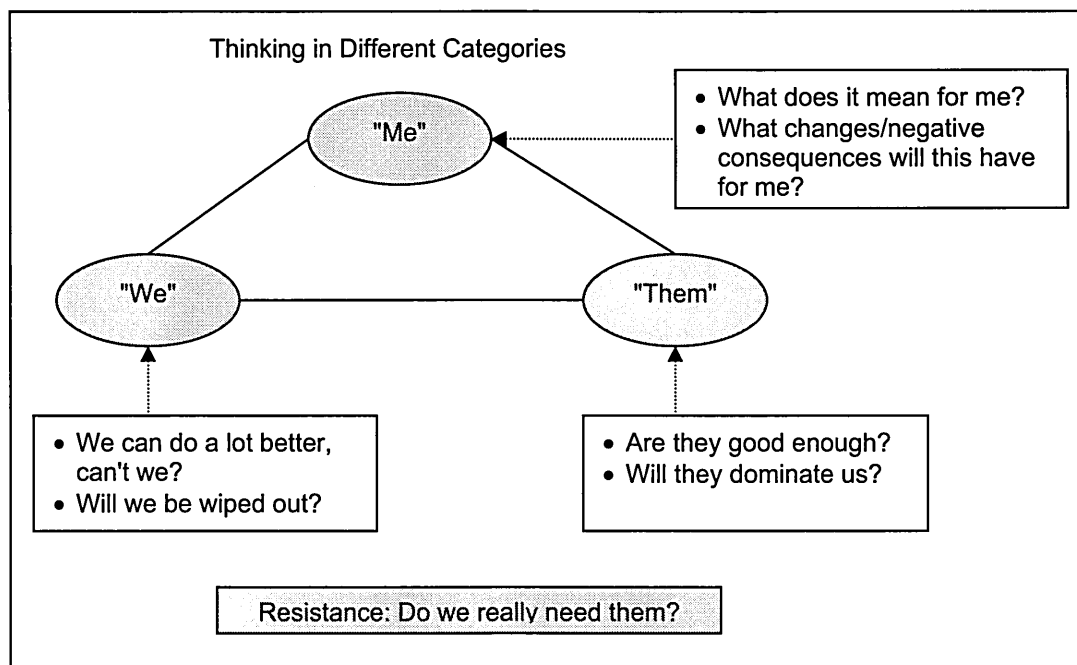 Thinking in Different Categories
"Me"
• What does it mean for me?
• What changes/negative
consequences will this have
for me?
"We"
"Them"
• We can do a lot better,
can't we?
• Will we be wiped out?
• Are they good enough?
• Will they dominate us?
Resistance: Do we really need them?